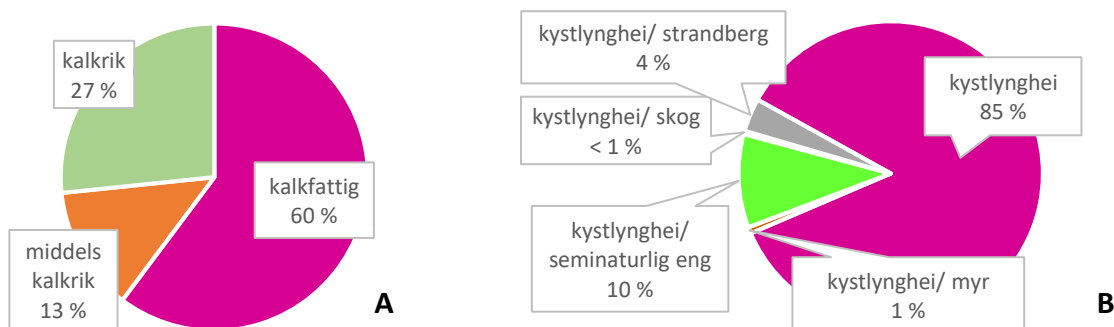 kalkrik
27 %
kalkfattig
60 %
middels
kalkrik
13 %
A
kystlynghei/ strandberg
4 %
kystlynghei
85 %
kystlynghei/ skog
< 1 %
kystlynghei/
seminaturlig eng
10 %
kystlynghei/ myr
1 %
B